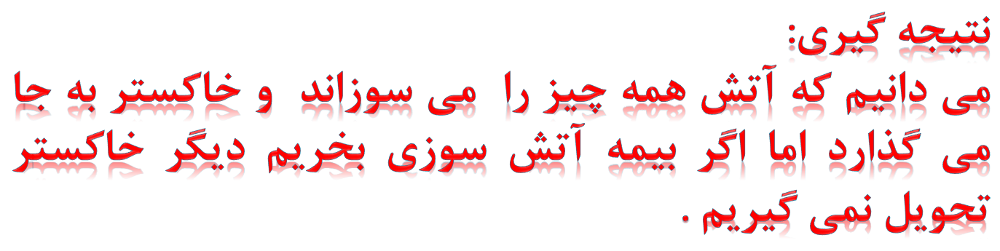 نتیجه گیری:
می دانیم که آتش همه چیز را می سوزاند و خاکستر به جا
می گذارد اما اگر بیمه آتش سوزی بخریم دیگر خاکستر
تحویل نمی گیریم .